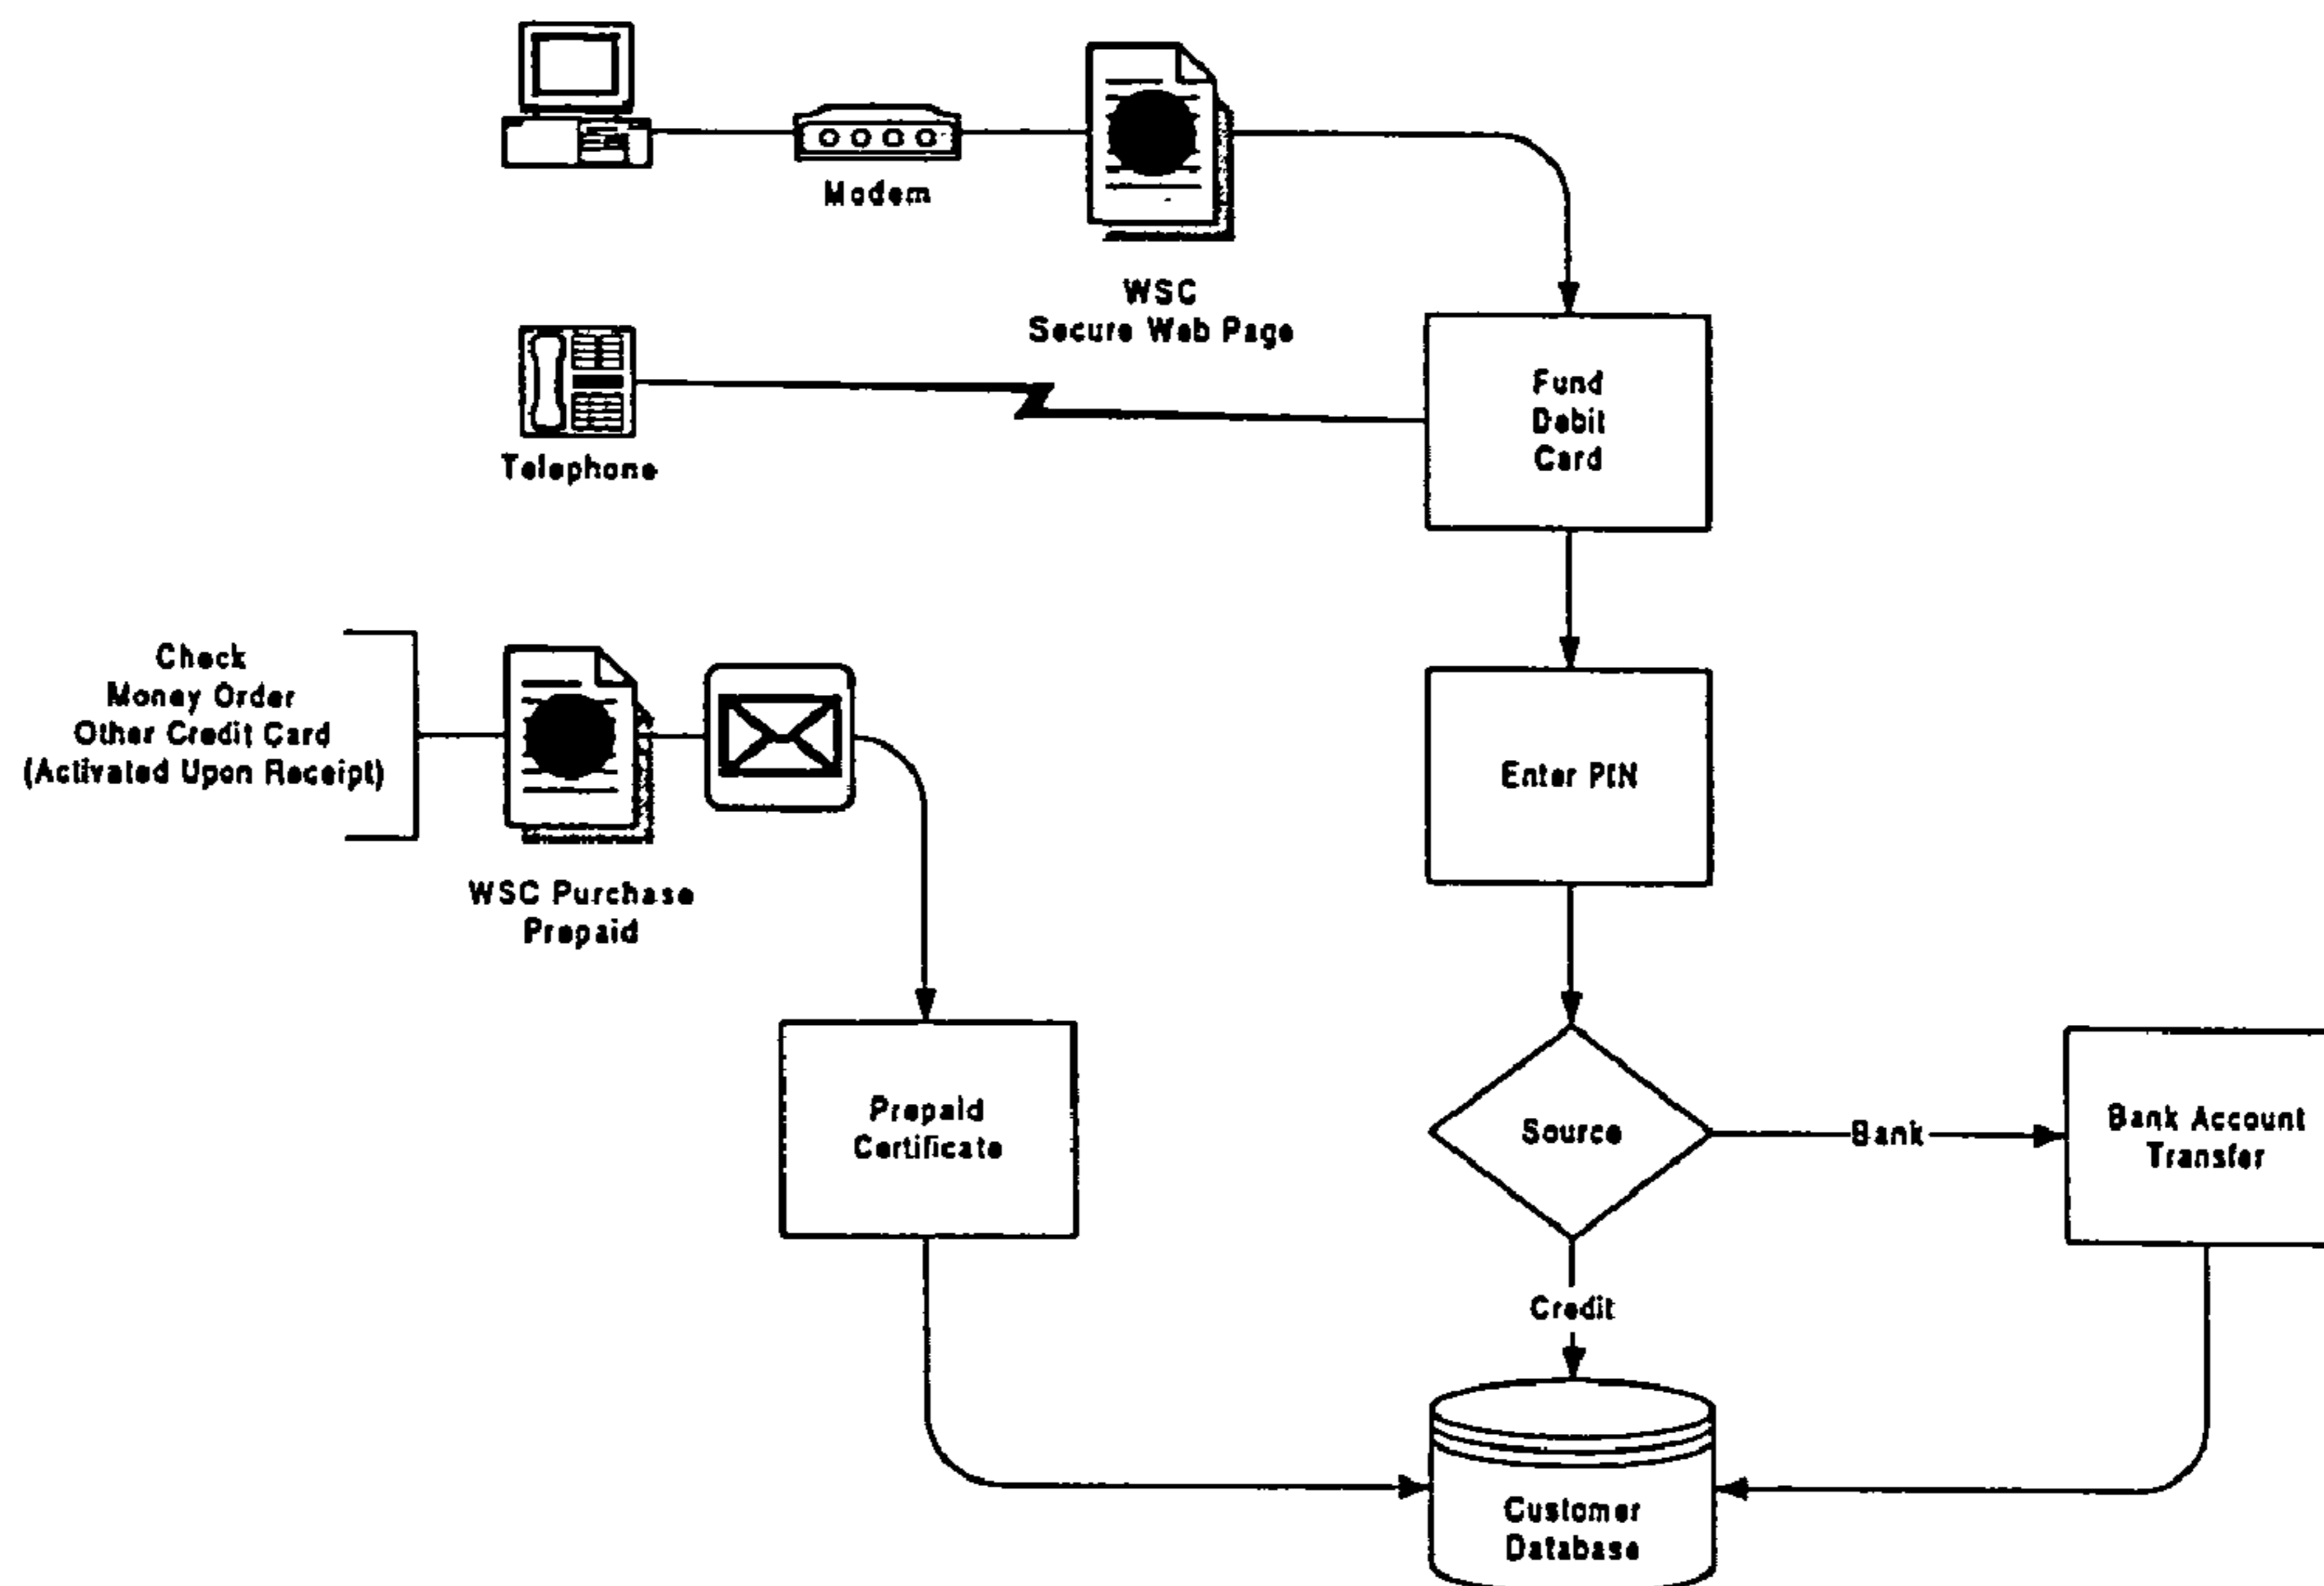 Modem
WSC
Secure Web Page
Telephone
Fund
Debit
Card
Check
Money Order
Other Credit Card
(Activated Upon Receipt)
WSC Purchase
Prepaid
Enter PIN
Prepaid
Certificate
Source
Bank
Bank Account
Transfer
Credit
Customer
Database